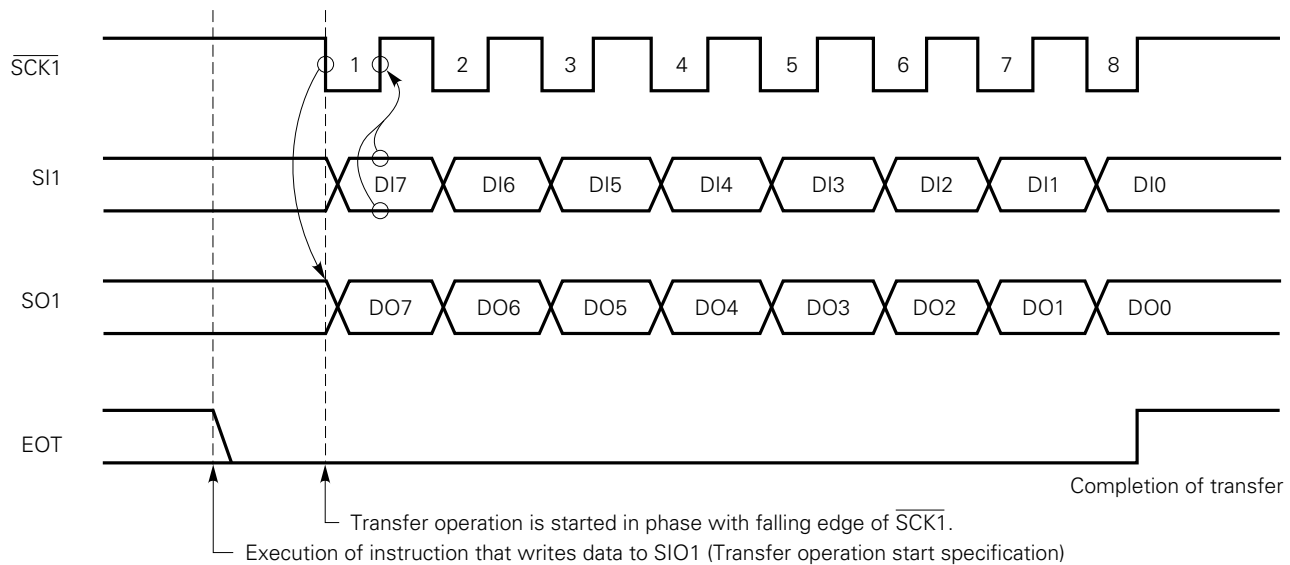 SCK1 1 2 3 4 5 6 7 8
SI1 DI7 DI6 DI5 DI4 DI3 DI2 DI1 DI0
SO1 DO7 DO6 DO5 DO4 DO3 DO2 DO1 DO0
EOT
Completion of transfer
Transfer operation is started in phase with falling edge of SCK1.
Execution of instruction that writes data to SIO1 (Transfer operation start specification)